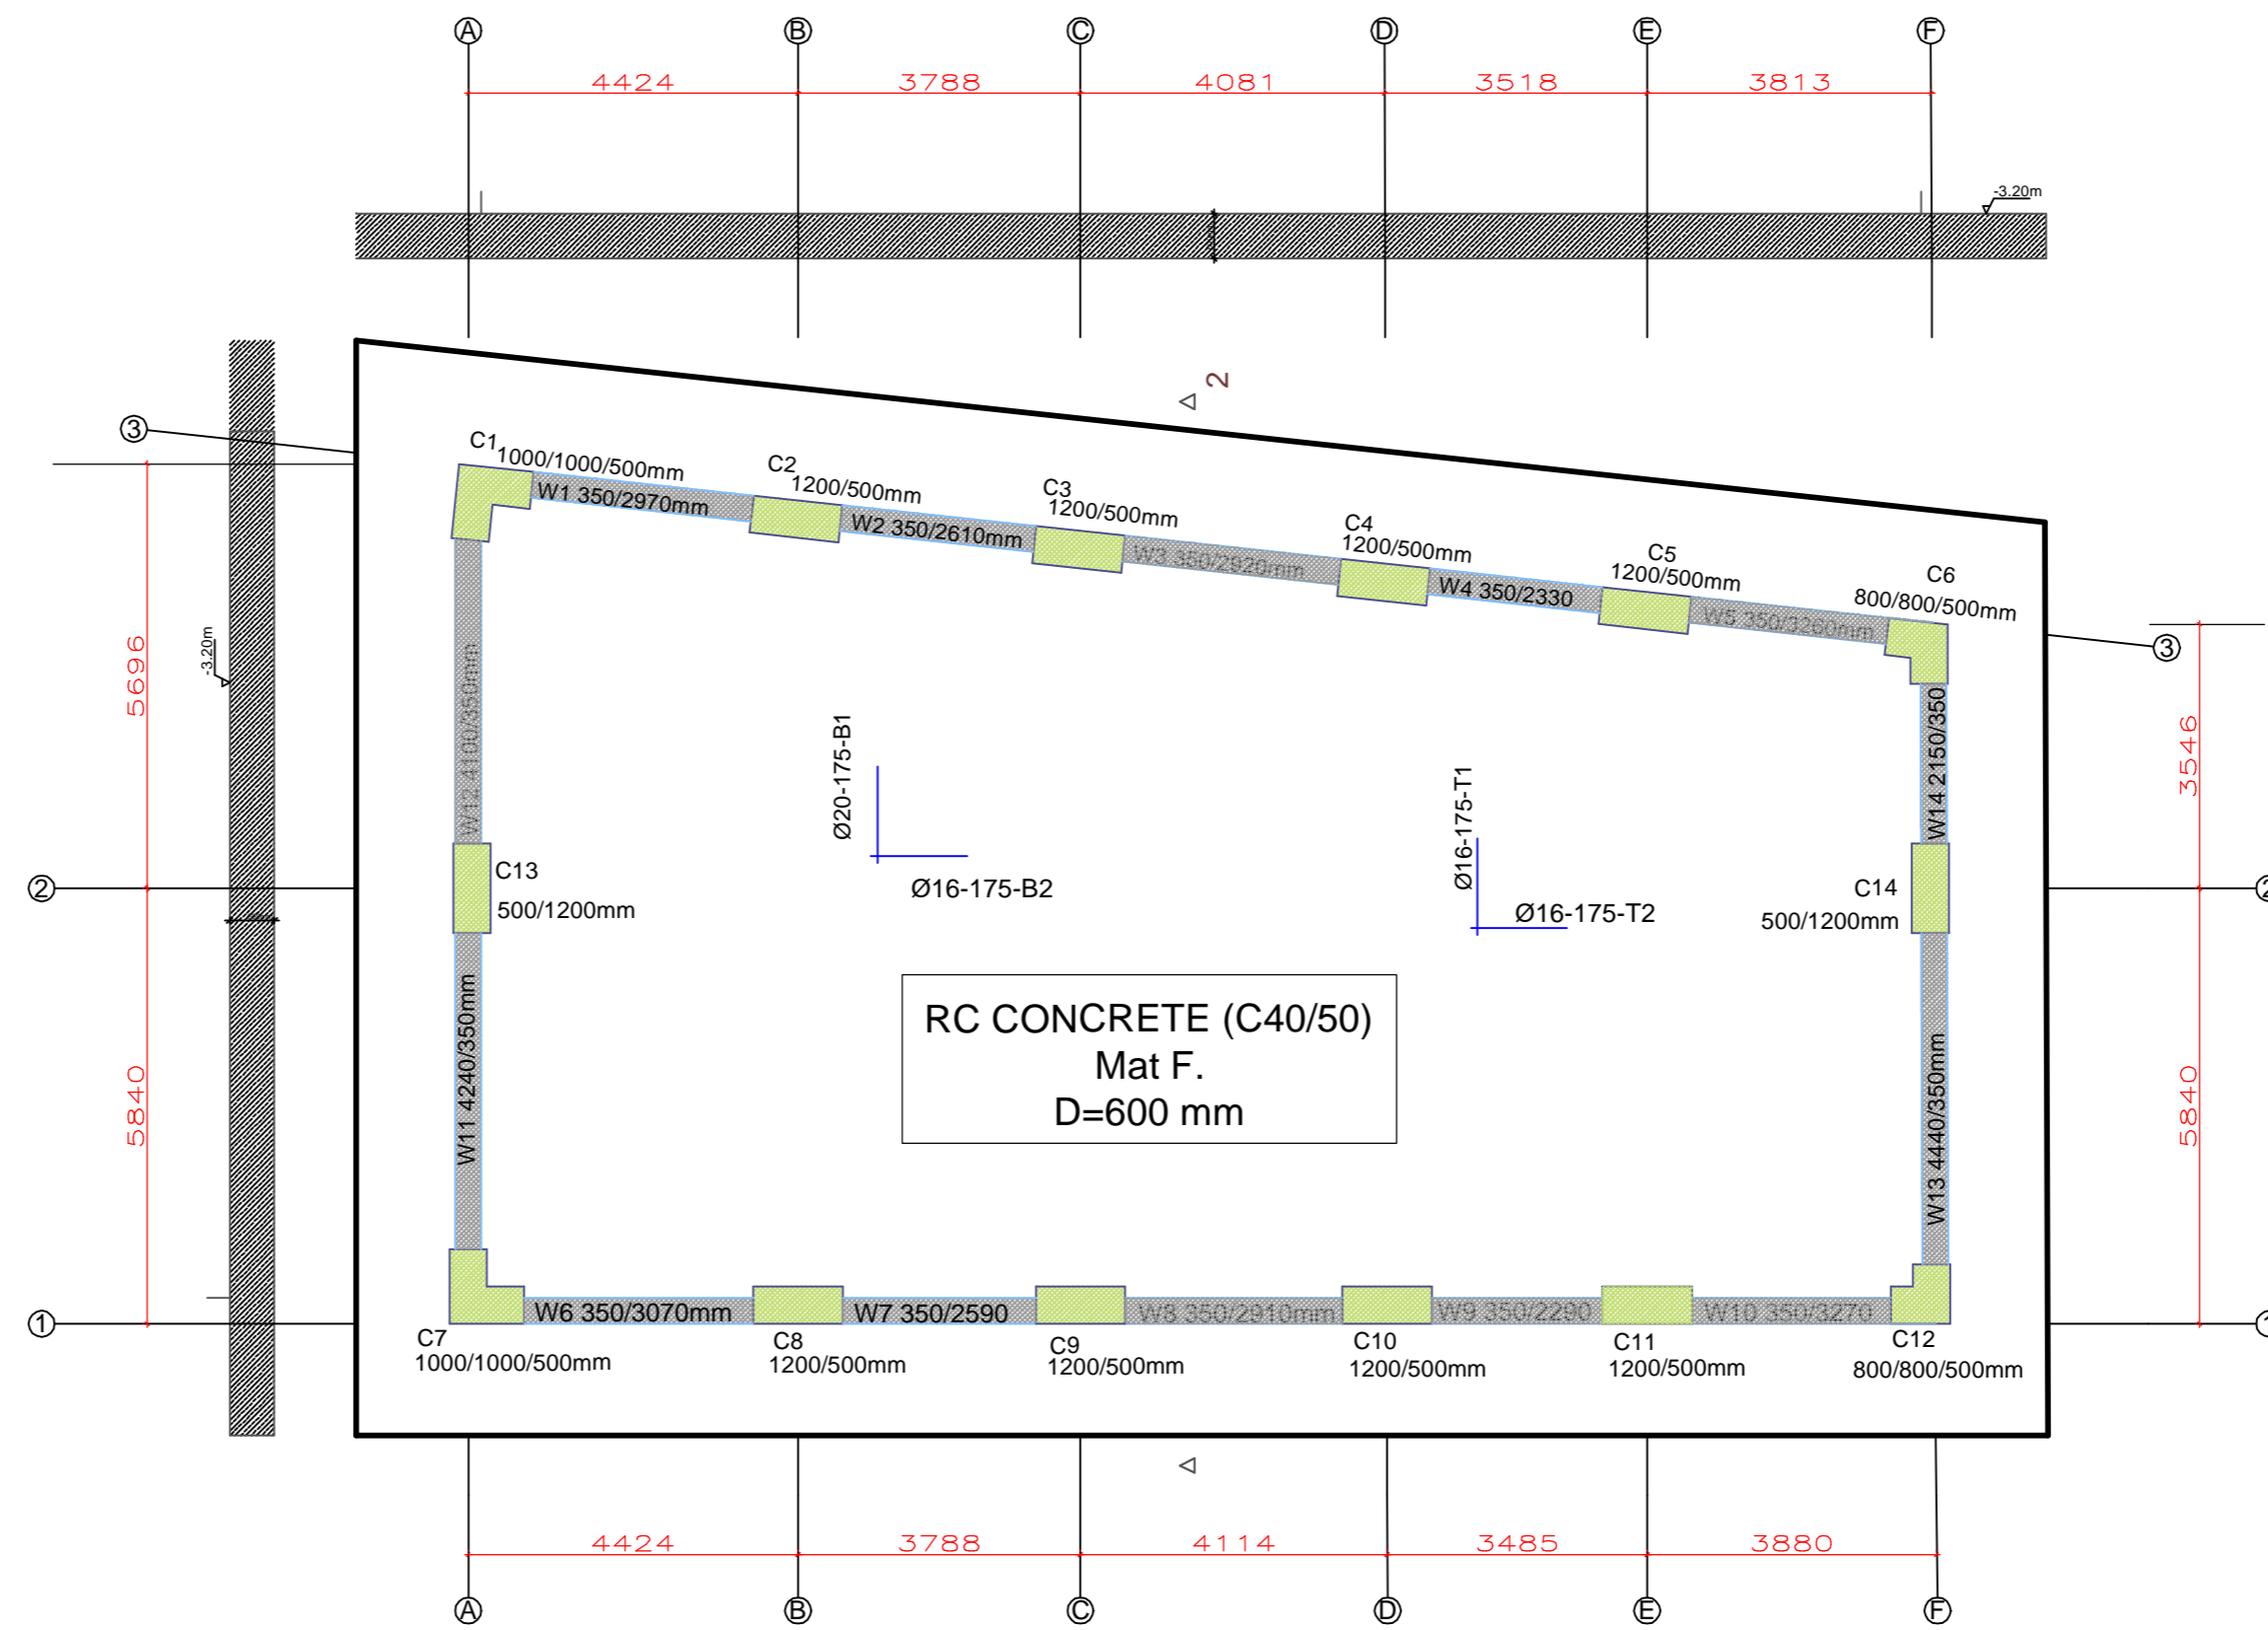 A B C D E F
4424 3788 4081 3518 3813
-3.20m
2
3
C1
1000/1000/500mm
C2
1200/500mm
C3
1200/500mm
C4
1200/500mm
C5
1200/500mm
C6
800/800/500mm
W1 350/2970mm
W2 350/2610mm
W3 350/2920mm
W4 350/2330
W5 350/3260mm
3
5696
-3.20m
W12 4100/350mm
Ø20-175-B1
Ø16-175-B2
Ø16-175-T1
Ø16-175-T2
W14 2150/350
3546
2
C13
500/1200mm
C14
500/1200mm
2
RC CONCRETE (C40/50)
Mat F.
D=600 mm
5840
W11 4240/350mm
W13 4440/350mm
5840
1
W6 350/3070mm
W7 350/2590
W8 350/2910mm
W9 350/2290
W10 350/3270
1
C7
1000/1000/500mm
C8
1200/500mm
C9
1200/500mm
C10
1200/500mm
C11
1200/500mm
C12
800/800/500mm
4424 3788 4114 3485 3880
A B C D E F